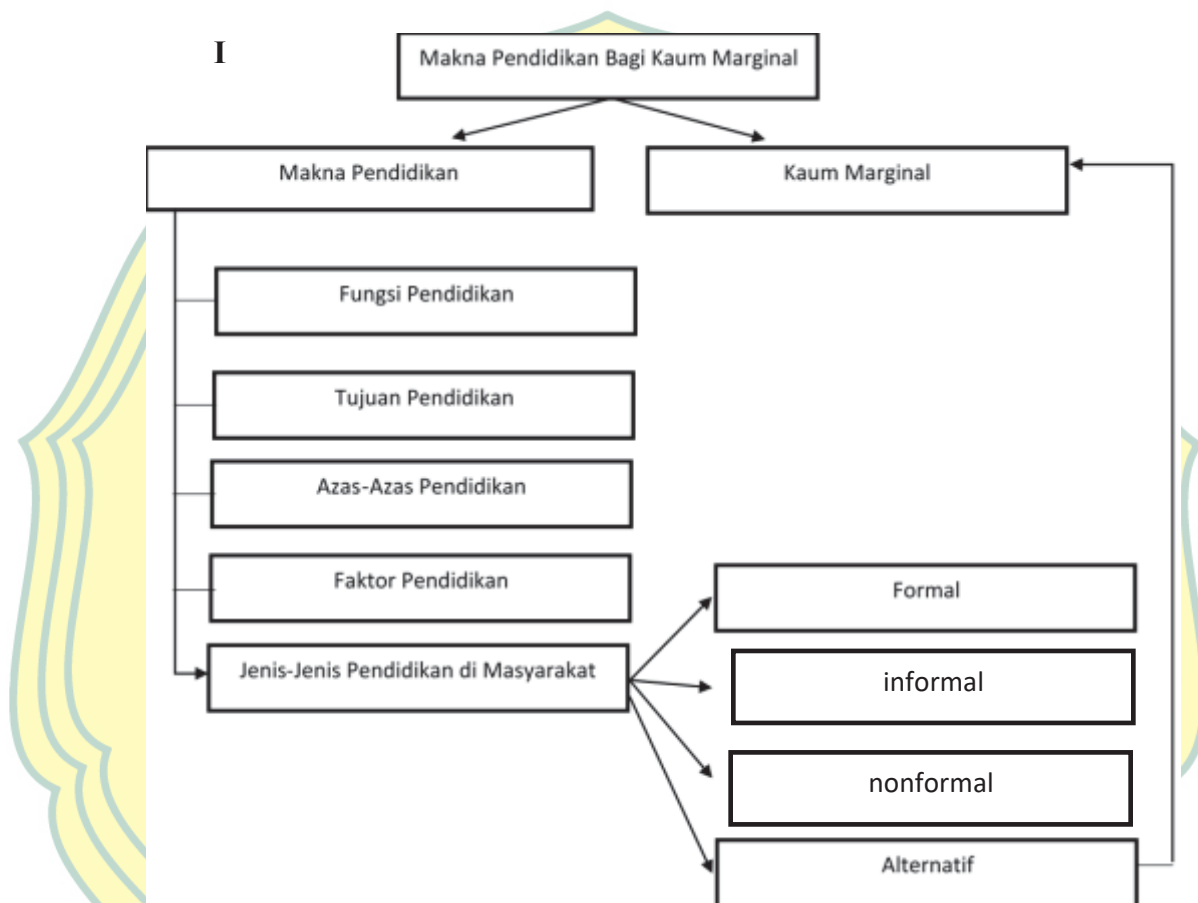 I
Makna Pendidikan Bagi Kaum Marginal
Makna Pendidikan
Kaum Marginal
Fungsi Pendidikan
Tujuan Pendidikan
Azas-Azas Pendidikan
Faktor Pendidikan
Jenis-Jenis Pendidikan di Masyarakat
Formal
informal
nonformal
Alternatif